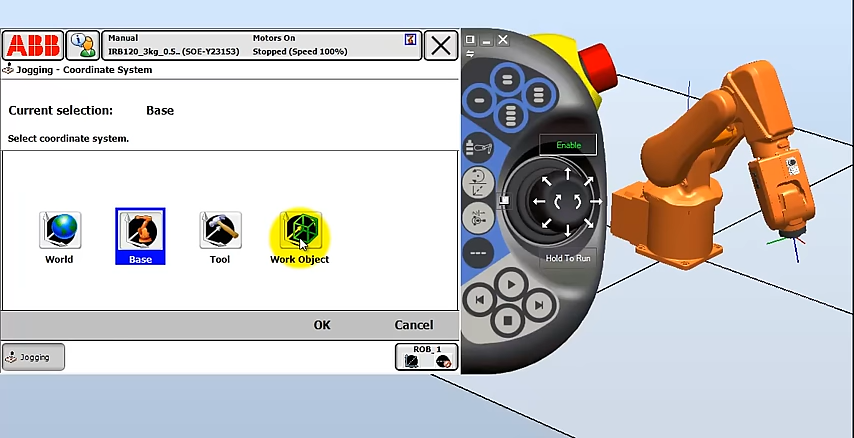 ABB
Manual
IRB120_3kg_0.5.. (SOE-Y23153)
Motors On
Stopped (Speed 100%)
Jogging - Coordinate System
Current selection: Base
Select coordinate system.
World
Base
Tool
Work Object
OK
Cancel
Jogging
ROB_1
Enable
Hold To Run